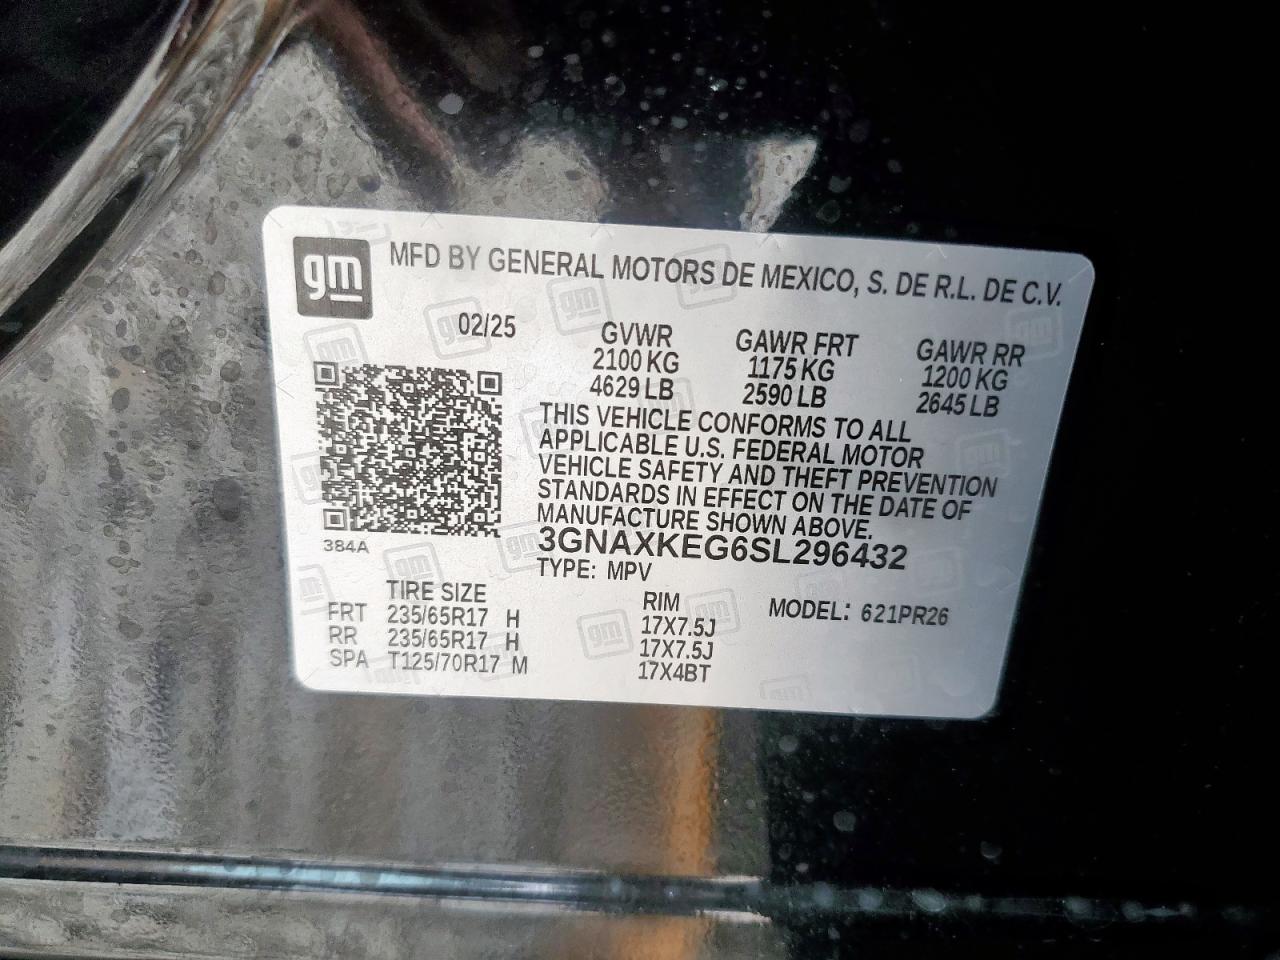 gm
MFD BY GENERAL MOTORS DE MEXICO, S. DE R.L. DE C.V.
02/25 GVWR GAWR FRT GAWR RR
2100 KG 1175 KG 1200 KG
4629 LB 2590 LB 2645 LB
THIS VEHICLE CONFORMS TO ALL
APPLICABLE U.S. FEDERAL MOTOR
VEHICLE SAFETY AND THEFT PREVENTION
STANDARDS IN EFFECT ON THE DATE OF
MANUFACTURE SHOWN ABOVE.
384A
3GNAXKEG6SL296432
TYPE: MPV
TIRE SIZE RIM MODEL: 621PR26
FRT 235/65R17 H 17X7.5J
RR 235/65R17 H 17X7.5J
SPA T125/70R17 M 17X4BT